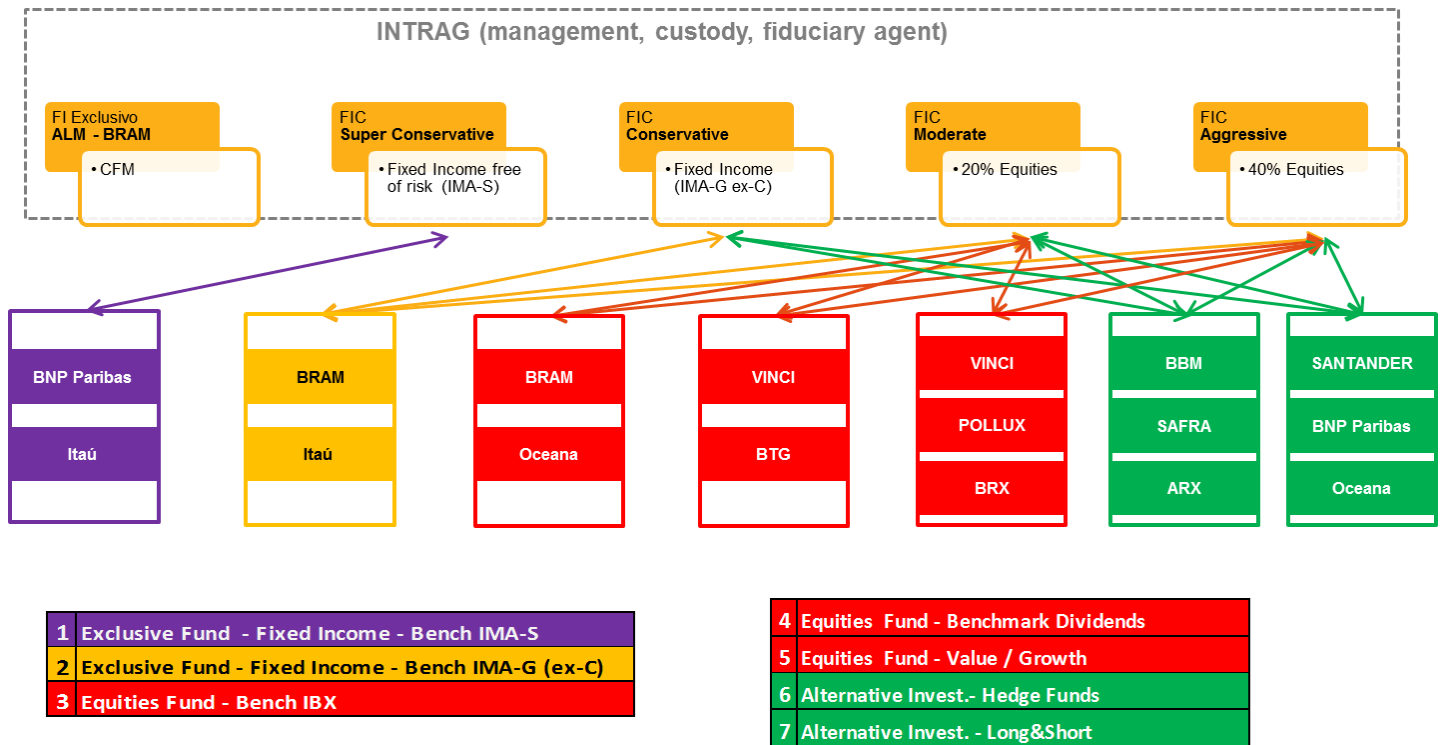 INTRAG (management, custody, fiduciary agent)
FI Exclusivo
ALM - BRAM
• CFM
FIC
Super Conservative
• Fixed Income free
of risk (IMA-S)
FIC
Conservative
• Fixed Income
(IMA-G ex-C)
FIC
Moderate
• 20% Equities
FIC
Aggressive
• 40% Equities
BNP Paribas
Itaú
BRAM
Itaú
BRAM
Oceana
VINCI
BTG
VINCI
POLLUX
BRX
BBM
SAFRA
ARX
SANTANDER
BNP Paribas
Oceana
1 Exclusive Fund - Fixed Income - Bench IMA-S
2 Exclusive Fund - Fixed Income - Bench IMA-G (ex-C)
3 Equities Fund - Bench IBX
4 Equities Fund - Benchmark Dividends
5 Equities Fund - Value / Growth
6 Alternative Invest.- Hedge Funds
7 Alternative Invest. - Long&Short